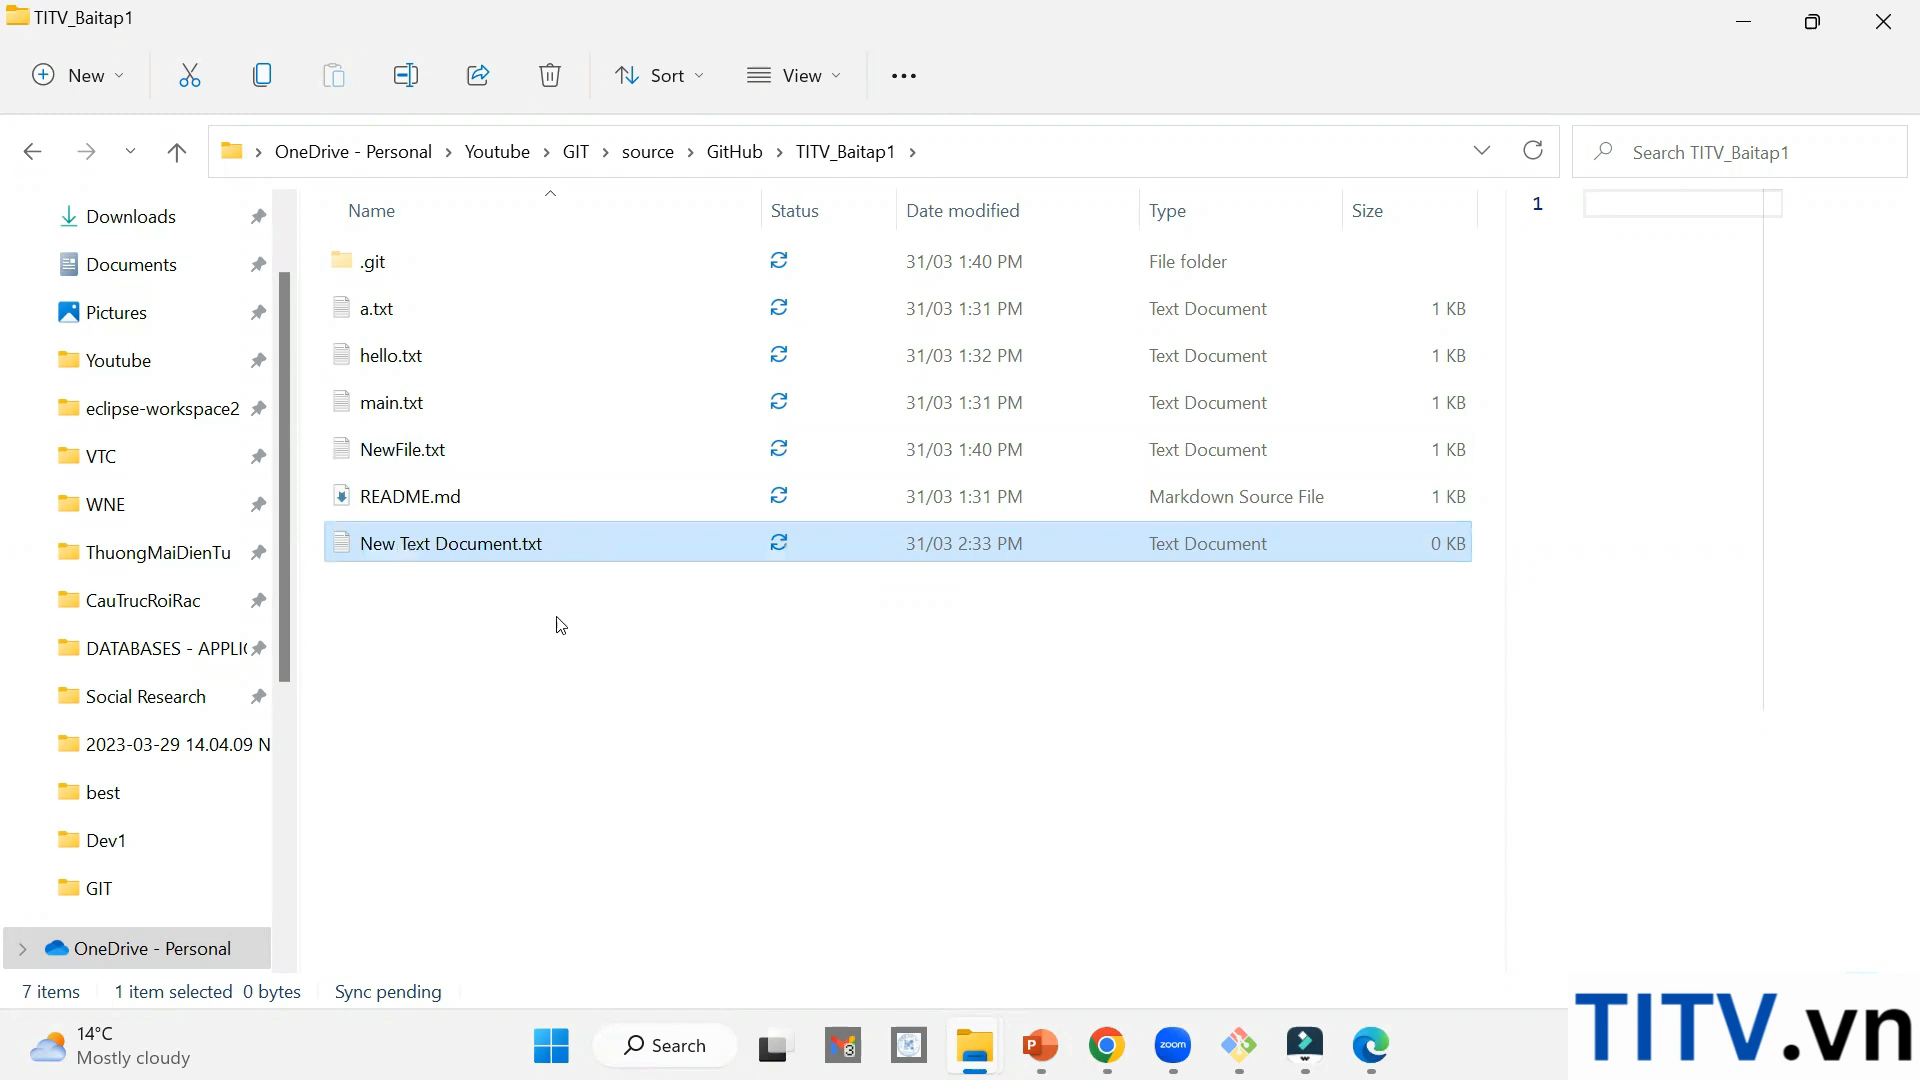 TITV_Baitap1
New
Sort
View
OneDrive - Personal > Youtube > GIT > source > GitHub > TITV_Baitap1 >
Search TITV_Baitap1
Downloads
Documents
Pictures
Youtube
eclipse-workspace2
VTC
WNE
ThuongMaiDienTu
CauTrucRoiRac
DATABASES - APPLI
Social Research
2023-03-29 14.04.09 N
best
Dev1
GIT
OneDrive - Personal
Name Status Date modified Type Size
.git 31/03 1:40 PM File folder
a.txt 31/03 1:31 PM Text Document 1 KB
hello.txt 31/03 1:32 PM Text Document 1 KB
main.txt 31/03 1:31 PM Text Document 1 KB
NewFile.txt 31/03 1:40 PM Text Document 1 KB
README.md 31/03 1:31 PM Markdown Source File 1 KB
New Text Document.txt 31/03 2:33 PM Text Document 0 KB
1
7 items 1 item selected 0 bytes Sync pending
14°C
Mostly cloudy
Search
3
P
zoom
TITV.vn